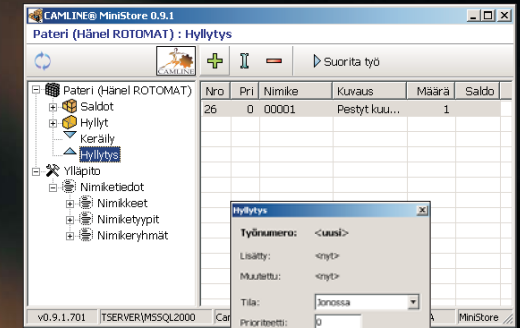 CAMLINE® MiniStore 0.9.1
Pateri (Hänel ROTOMAT) : Hyllytys
CAMLINE
Suorita työ
Pateri (Hänel ROTOMAT)
Saldot
Hyllyt
Keräily
Hyllytys
Ylläpito
Nimiketiedot
Nimikkeet
Nimiketyypit
Nimikeryhmät
Nro Pri Nimike Kuvaus Määrä Saldo
26 0 00001 Pestyt kuu... 1
Hyllytys
Työnumero: <uusi>
Lisätty: <nyt>
Muutettu: <nyt>
Tila: Jonossa
Prioriteetti: 0
v0.9.1.701 TSERVER\MSSQL2000 MiniStore